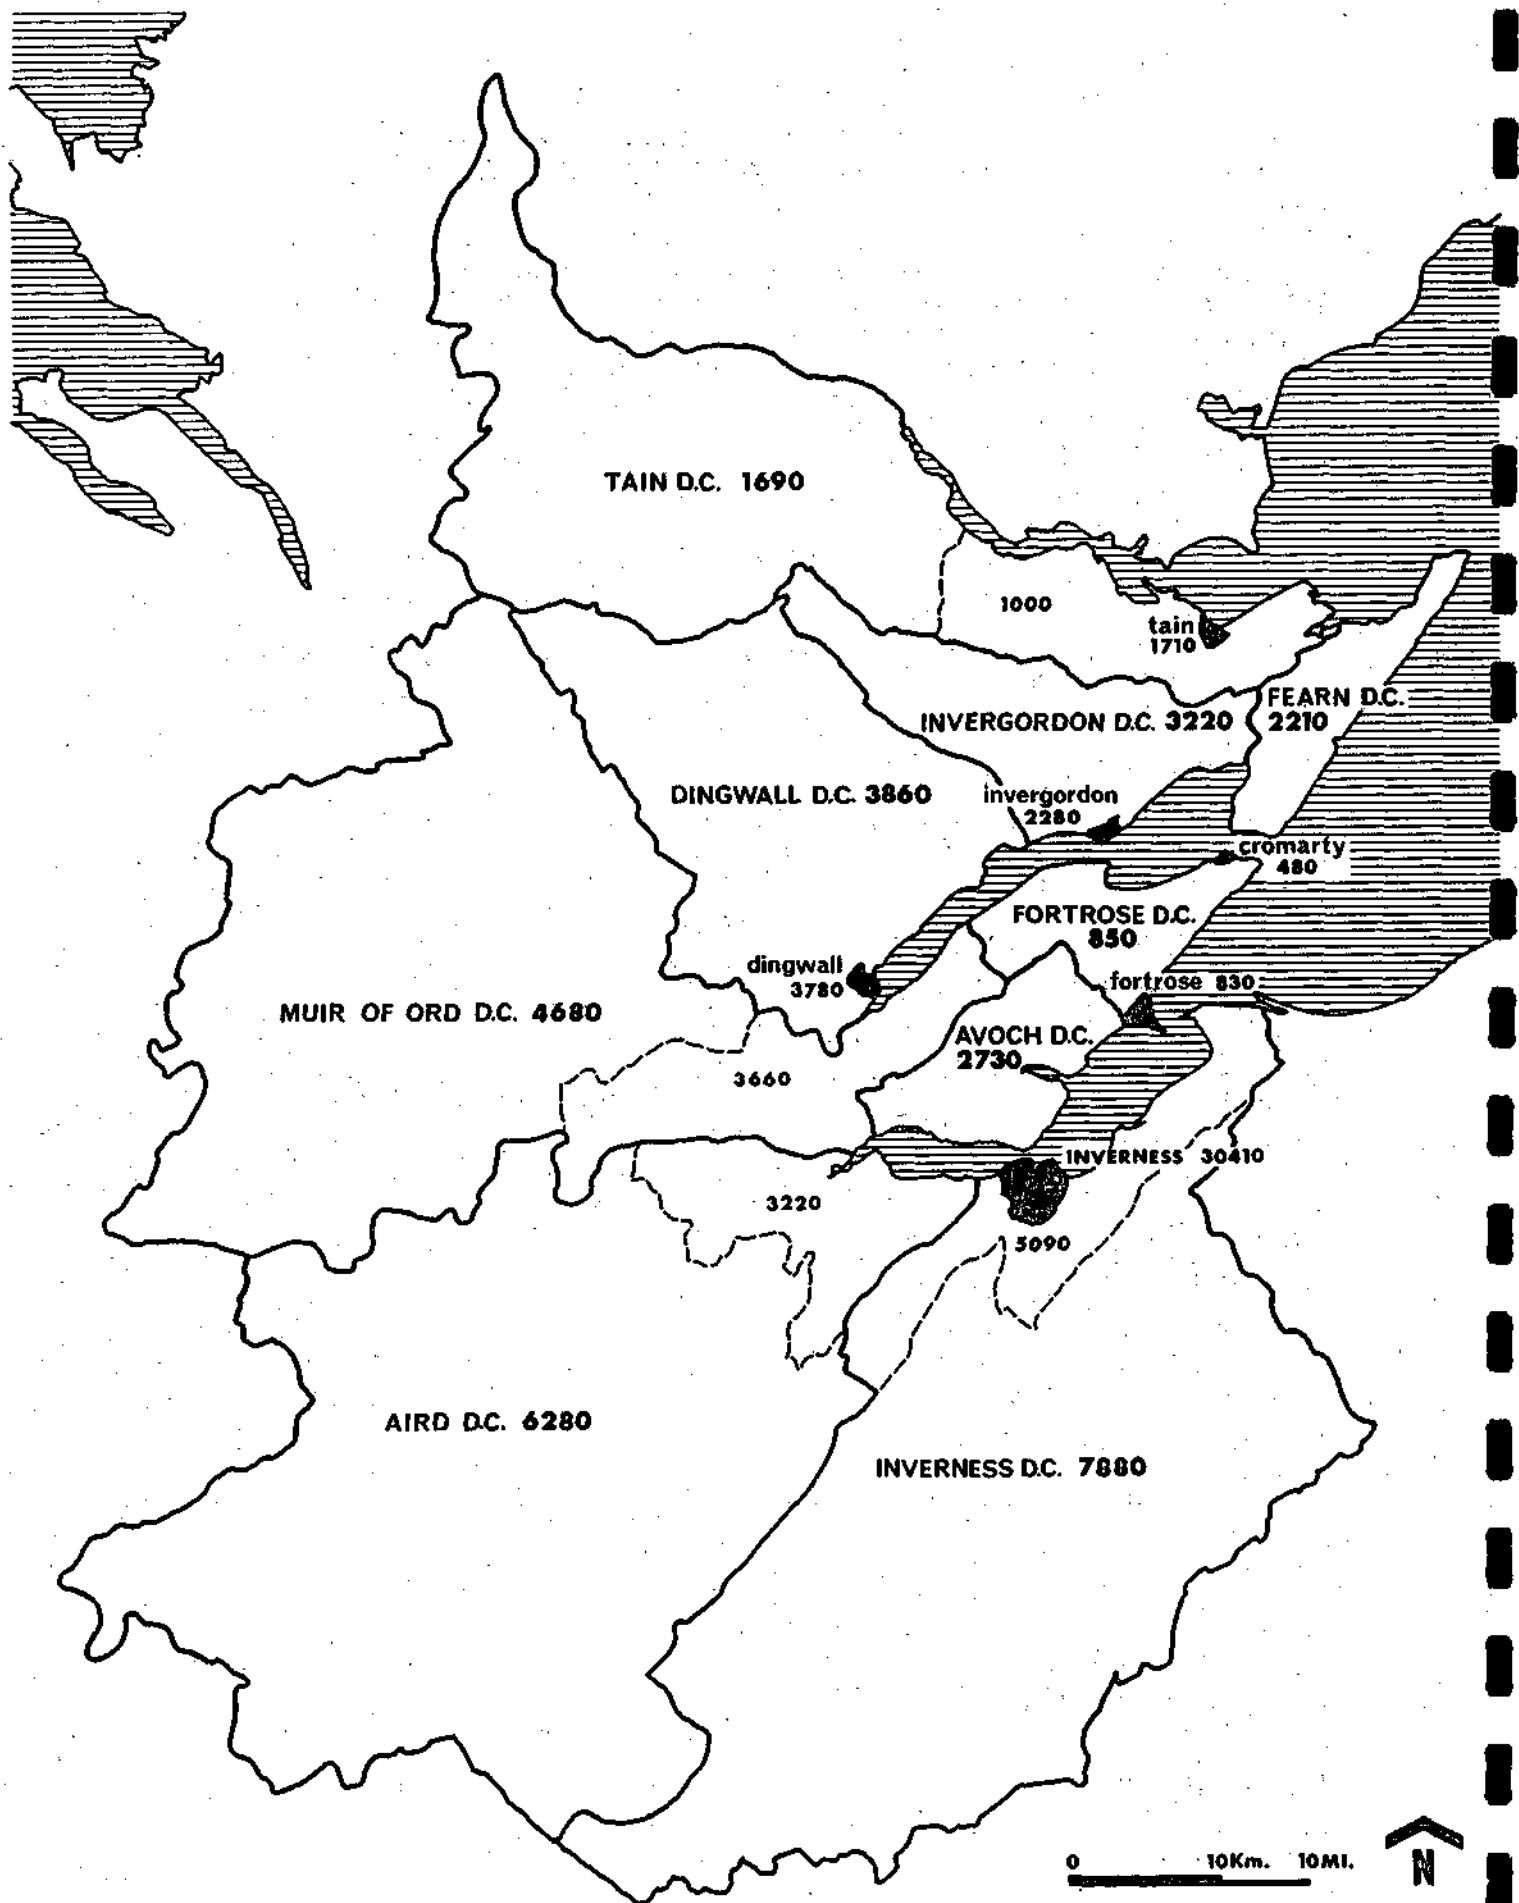 TAIN D.C. 1690
1000
tain
1710
FEARN D.C.
2210
INVERGORDON D.C. 3220
DINGWALL D.C. 3860
invergordon
2280
cromarty
480
FORTROSE D.C.
850
dingwall
3780
fortrose 830
MUIR OF ORD D.C. 4680
AVOCH D.C.
2730
3660
INVERNESS 30410
3220
5090
AIRD D.C. 6280
INVERNESS D.C. 7880
0 10Km. 10MI.
N